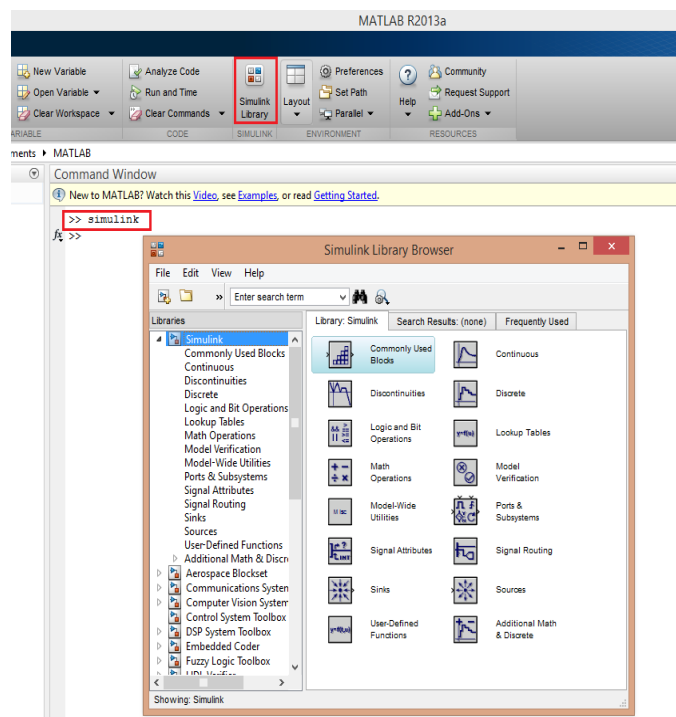 MATLAB R2013a
New Variable
Analyze Code
Preferences
Community
Open Variable
Run and Time
Set Path
Request Support
Clear Workspace
Clear Commands
Simulink
Library
Layout
Parallel
Help
Add-Ons
ARIABLE
CODE
SIMULINK
ENVIRONMENT
RESOURCES
ments MATLAB
Command Window
New to MATLAB? Watch this Video, see Examples, or read Getting Started.
>> simulink
fx >>
Simulink Library Browser
File Edit View Help
» Enter search term
Libraries
Simulink
Commonly Used Blocks
Continuous
Discontinuities
Discrete
Logic and Bit Operations
Lookup Tables
Math Operations
Model Verification
Model-Wide Utilities
Ports & Subsystems
Signal Attributes
Signal Routing
Sinks
Sources
User-Defined Functions
Additional Math & Discr
Aerospace Blockset
Communications System
Computer Vision System
Control System Toolbox
DSP System Toolbox
Embedded Coder
Fuzzy Logic Toolbox
HDL Verifier
Library: Simulink
Search Results: (none)
Frequently Used
Commonly Used
Blocks
Continuous
Discontinuities
Discrete
Logic and Bit
Operations
y=f(u)
Lookup Tables
Math
Operations
Model
Verification
Model-Wide
Utilities
Ports &
Subsystems
Signal Attributes
Signal Routing
Sinks
Sources
User-Defined
Functions
Additional Math
& Discrete
Showing: Simulink